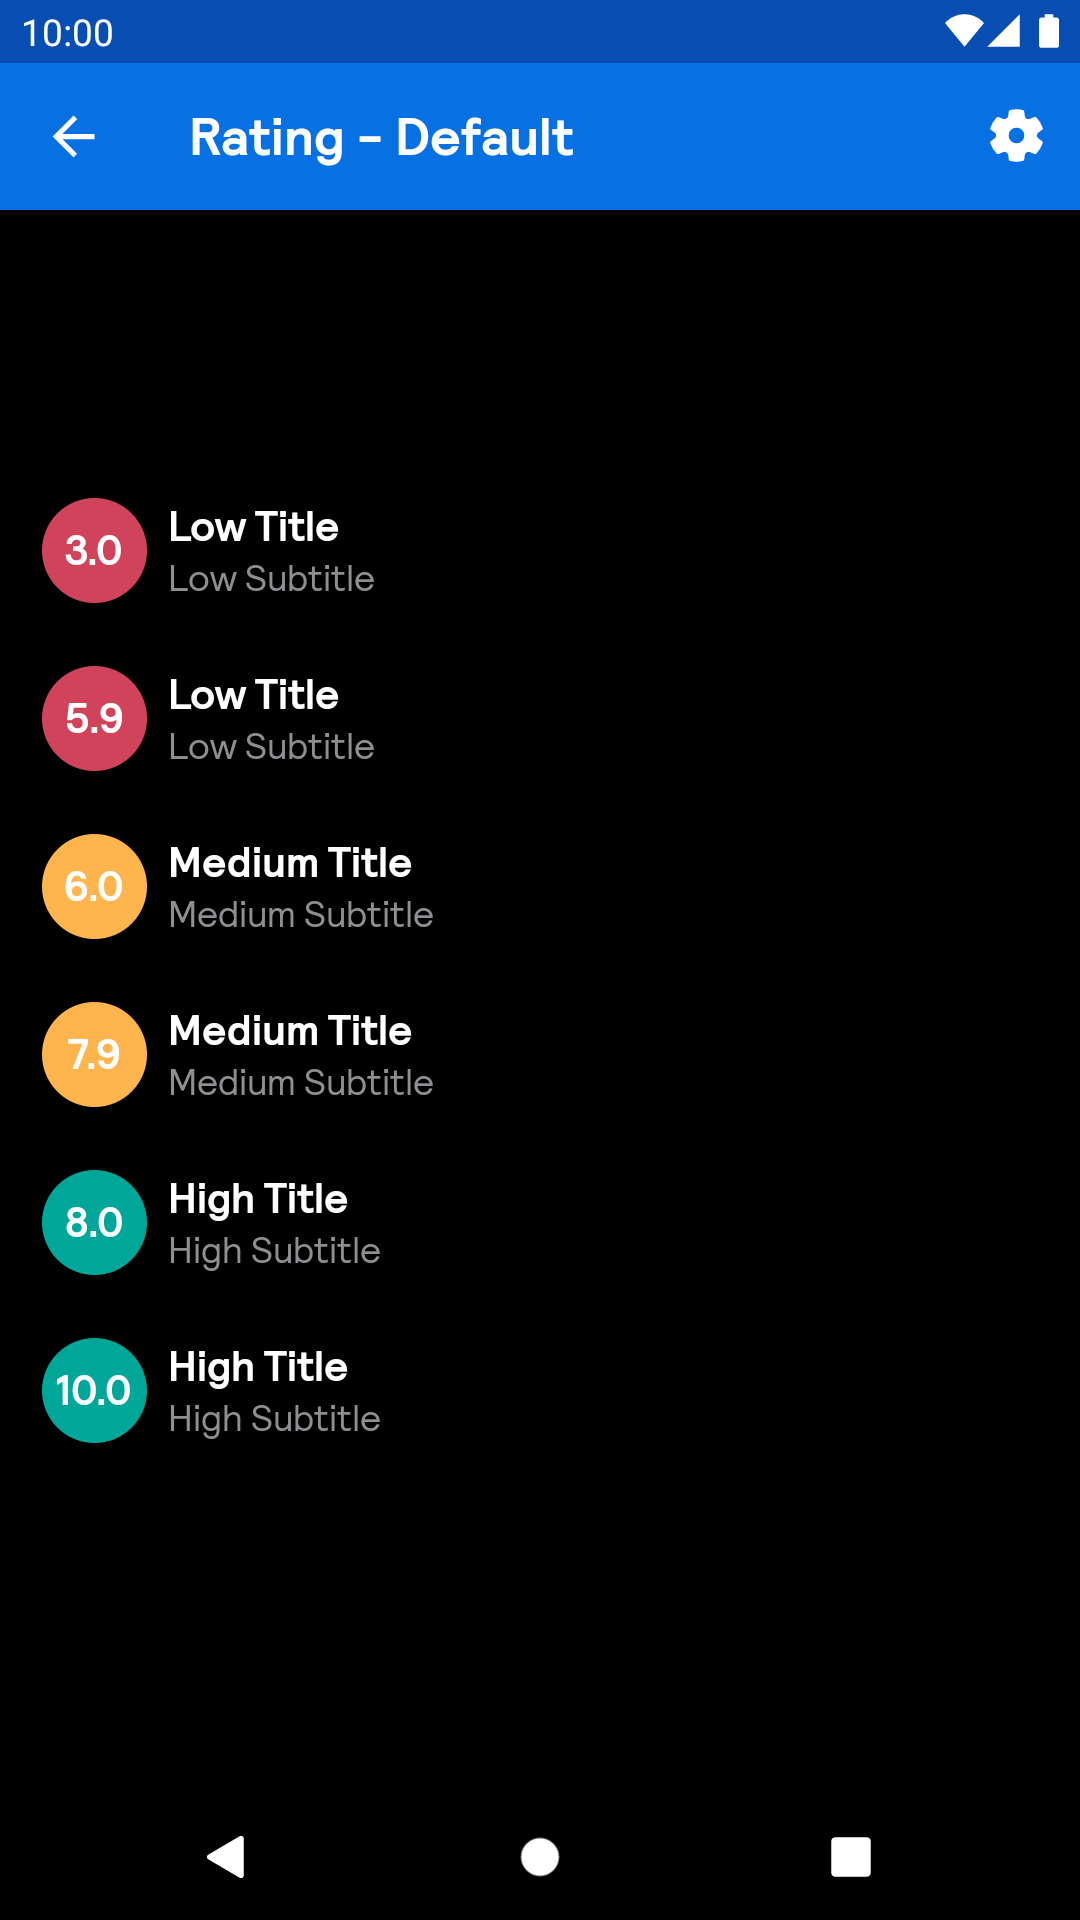 10:00
Rating - Default
3.0
Low Title
Low Subtitle
5.9
Low Title
Low Subtitle
6.0
Medium Title
Medium Subtitle
7.9
Medium Title
Medium Subtitle
8.0
High Title
High Subtitle
10.0
High Title
High Subtitle